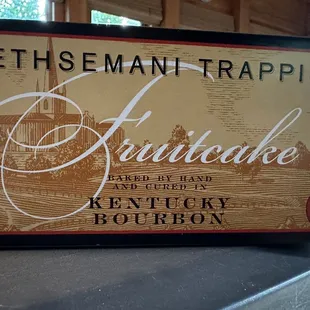 ETHSEMANI TRAPPI
Fruitcake
BAKED BY HAND
AND CURED IN
KENTUCKY
BOURBON